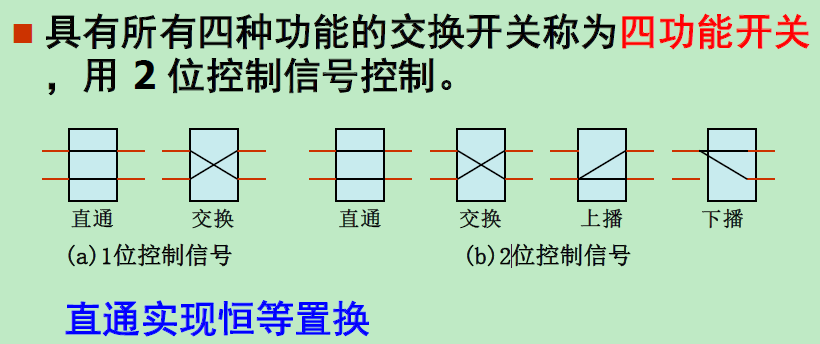 具有所有四种功能的交换开关称为四功能开关
，用 2 位控制信号控制。
直通 交换 直通 交换 上播 下播
(a)1位控制信号 (b)2位控制信号
直通实现恒等置换